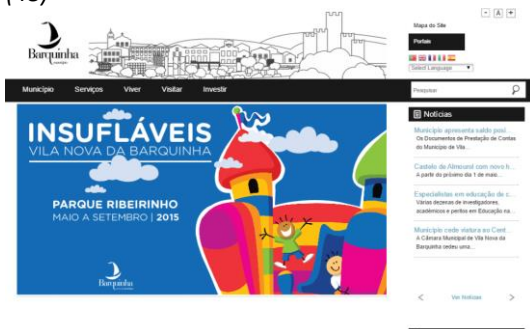 - A +
Mapa do Site
Barquinha
Portais
Select Language ▼
Município Serviços Viver Visitar Investir
Pesquisar
Notícias
INSUFLÁVEIS
VILA NOVA DA BARQUINHA
PARQUE RIBEIRINHO
MAIO A SETEMBRO | 2015
Barquinha
Município apresenta saldo posi...
Os Documentos de Prestação de Contas
do Município de Vila...
Castelo de Almourol com novo h...
A partir do próximo dia 1 de maio...
Especialistas em educação de c...
Várias dezenas de investigadores,
académicos e peritos em Educação na...
Município cede viatura ao Cent...
A Câmara Municipal de Vila Nova da
Barquinha cedeu uma...
< Ver Notícias >